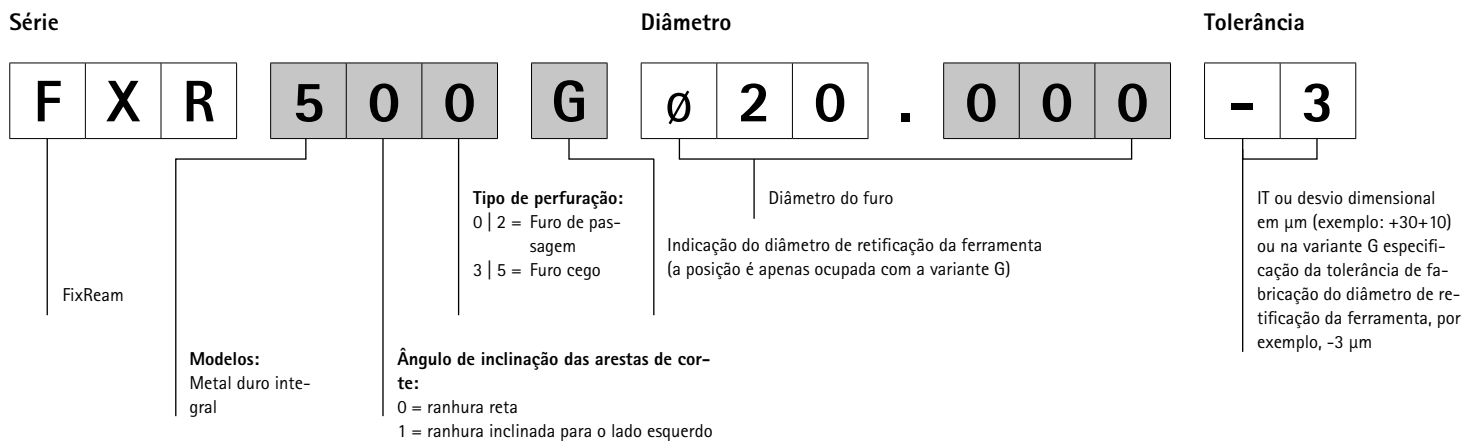 Série
Diâmetro
Tolerância
F X R 5 0 0 G ø 2 0 . 0 0 0 - 3
FixReam
Modelos:
Metal duro inte-
gral
Ângulo de inclinação das arestas de cor-
te:
0 = ranhura reta
1 = ranhura inclinada para o lado esquerdo
Tipo de perfuração:
0 | 2 = Furo de pas-
sagem
3 | 5 = Furo cego
Indicação do diâmetro de retificação da ferramenta
(a posição é apenas ocupada com a variante G)
Diâmetro do furo
IT ou desvio dimensional
em µm (exemplo: +30+10)
ou na variante G especifi-
cação da tolerância de fa-
bricação do diâmetro de re-
tificação da ferramenta, por
exemplo, -3 µm